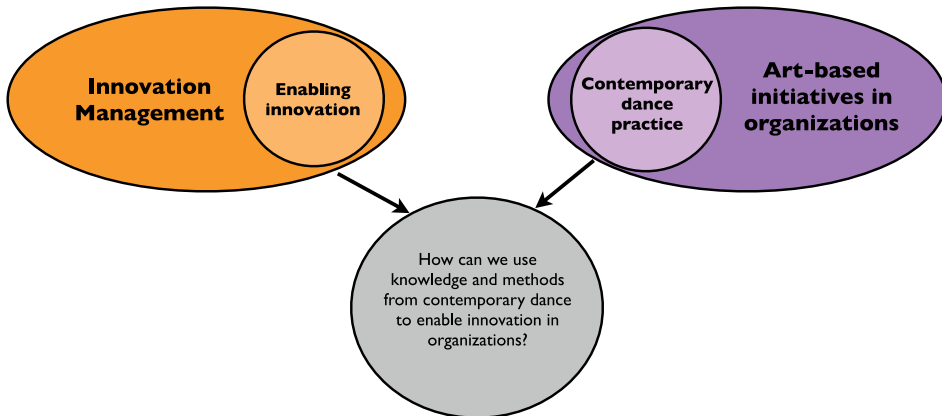 Innovation
Management
Enabling
innovation
Contemporary
dance
practice
Art-based
initiatives in
organizations
How can we use
knowledge and methods
from contemporary dance
to enable innovation in
organizations?